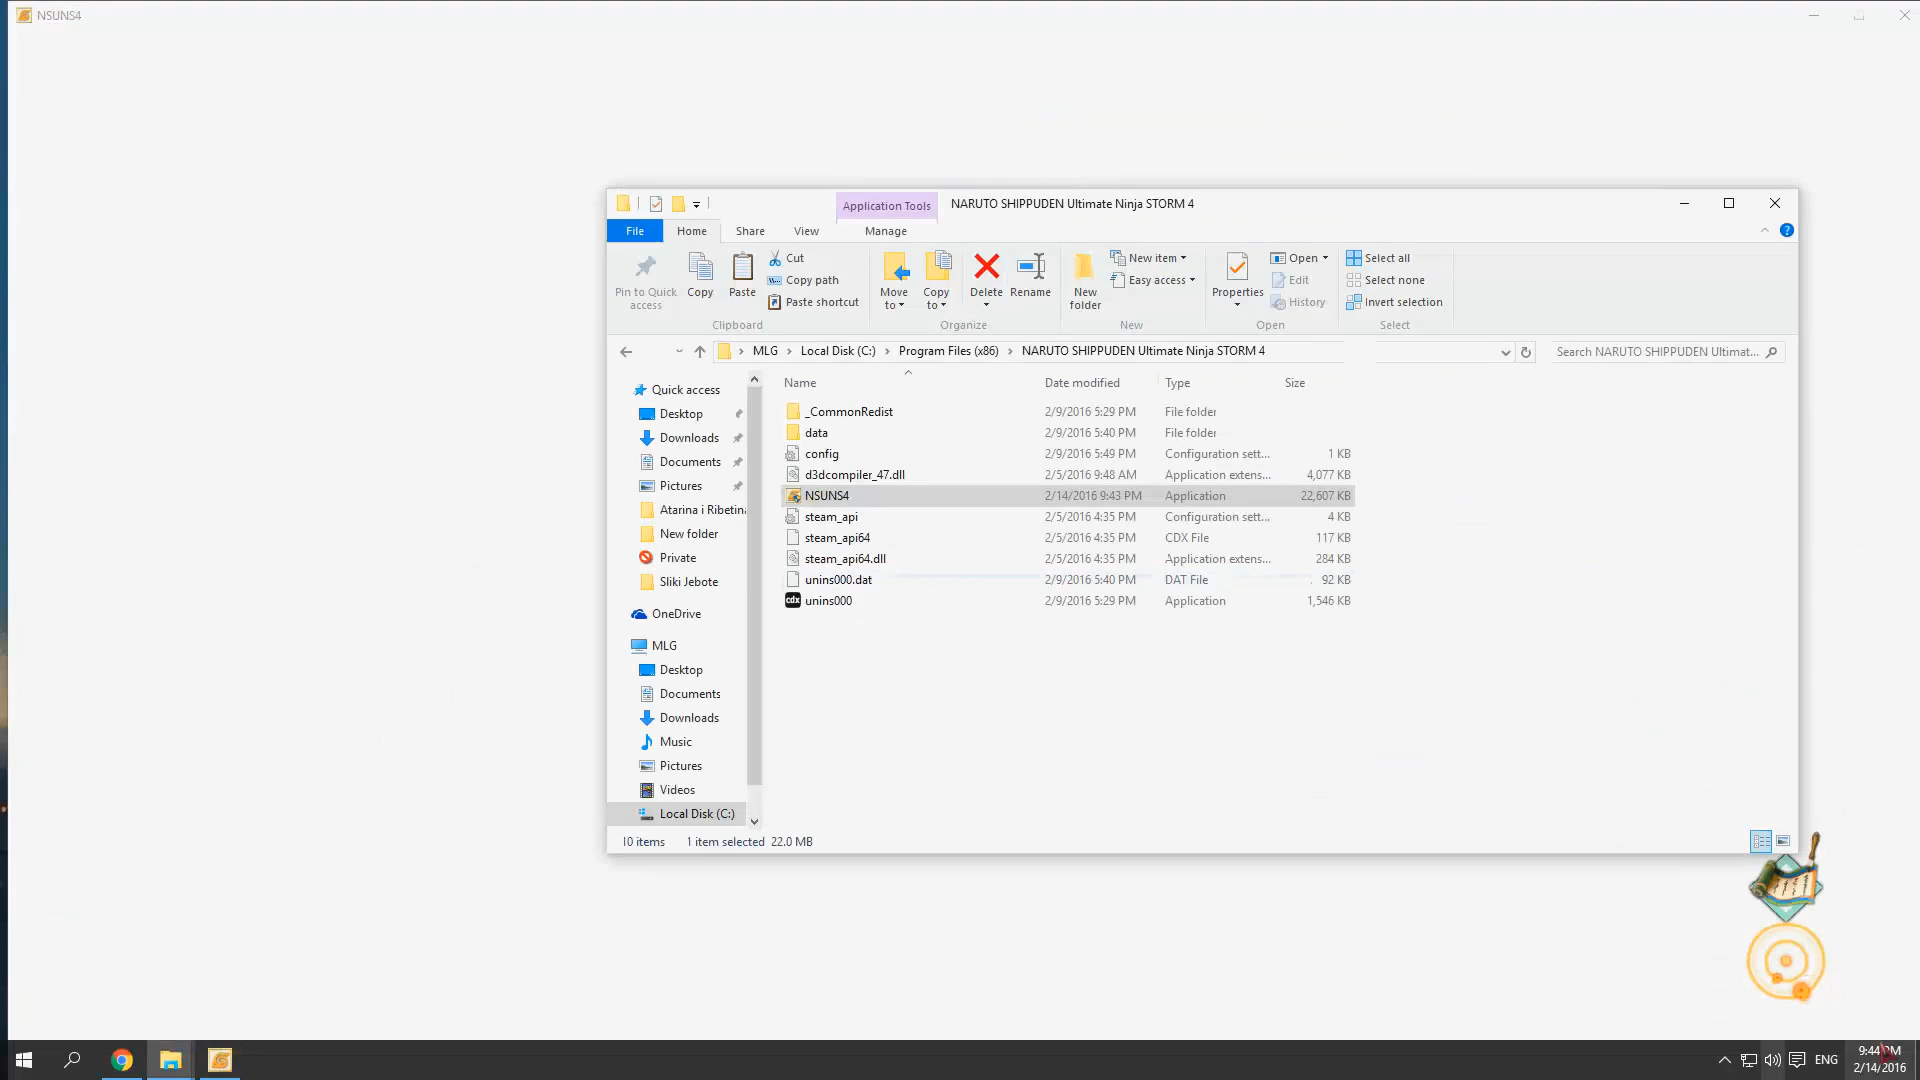 NSUNS4
Application Tools
NARUTO SHIPPUDEN Ultimate Ninja STORM 4
File
Home
Share
View
Manage
Pin to Quick access
Copy
Paste
Cut
Copy path
Paste shortcut
Clipboard
Move to
Copy to
Delete
Rename
Organize
New folder
New item
Easy access
New
Properties
Open
Edit
History
Open
Select all
Select none
Invert selection
Select
MLG > Local Disk (C:) > Program Files (x86) > NARUTO SHIPPUDEN Ultimate Ninja STORM 4
Search NARUTO SHIPPUDEN Ultimat...
Quick access
Desktop
Downloads
Documents
Pictures
Atarina i Ribetina
New folder
Private
Sliki Jebote
OneDrive
MLG
Desktop
Documents
Downloads
Music
Pictures
Videos
Local Disk (C:)
Name Date modified Type Size
_CommonRedist 2/9/2016 5:29 PM File folder
data 2/9/2016 5:40 PM File folder
config 2/9/2016 5:49 PM Configuration sett... 1 KB
d3dcompiler_47.dll 2/5/2016 9:48 AM Application extens... 4,077 KB
NSUNS4 2/14/2016 9:43 PM Application 22,607 KB
steam_api 2/5/2016 4:35 PM Configuration sett... 4 KB
steam_api64 2/5/2016 4:35 PM CDX File 117 KB
steam_api64.dll 2/5/2016 4:35 PM Application extens... 284 KB
unins000.dat 2/9/2016 5:40 PM DAT File 92 KB
cdx unins000 2/9/2016 5:29 PM Application 1,546 KB
10 items 1 item selected 22.0 MB
ENG
9:44 PM
2/14/2016